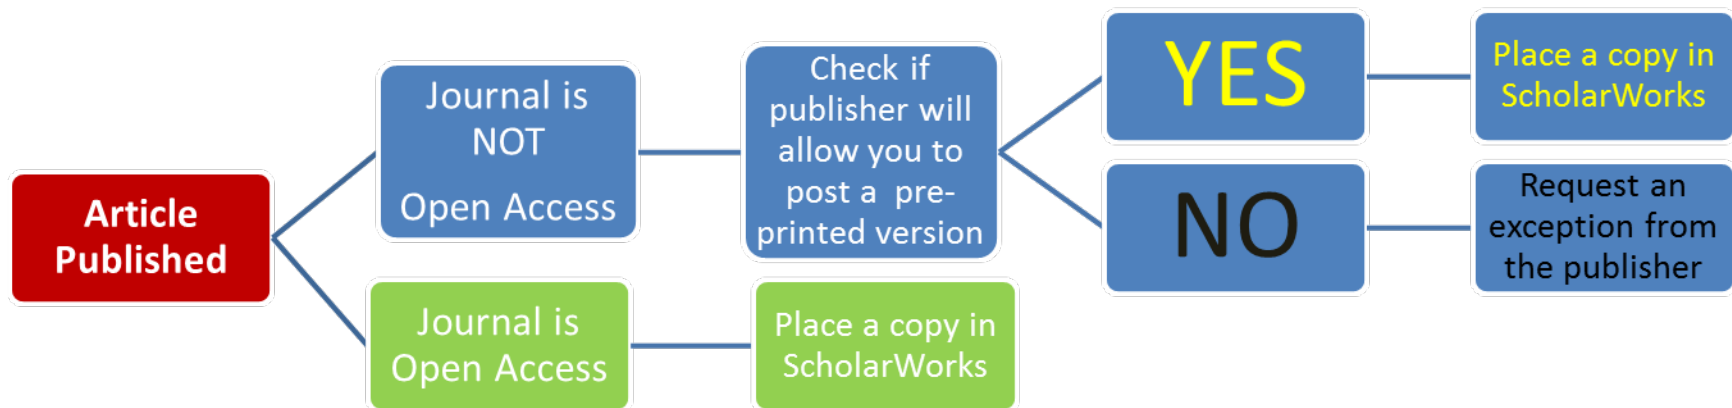 Article
Published
Journal is
NOT
Open Access
Check if
publisher will
allow you to
post a  pre-
printed version
YES
Place a copy in
ScholarWorks
NO
Request an
exception from
the publisher
Journal is
Open Access
Place a copy in
ScholarWorks